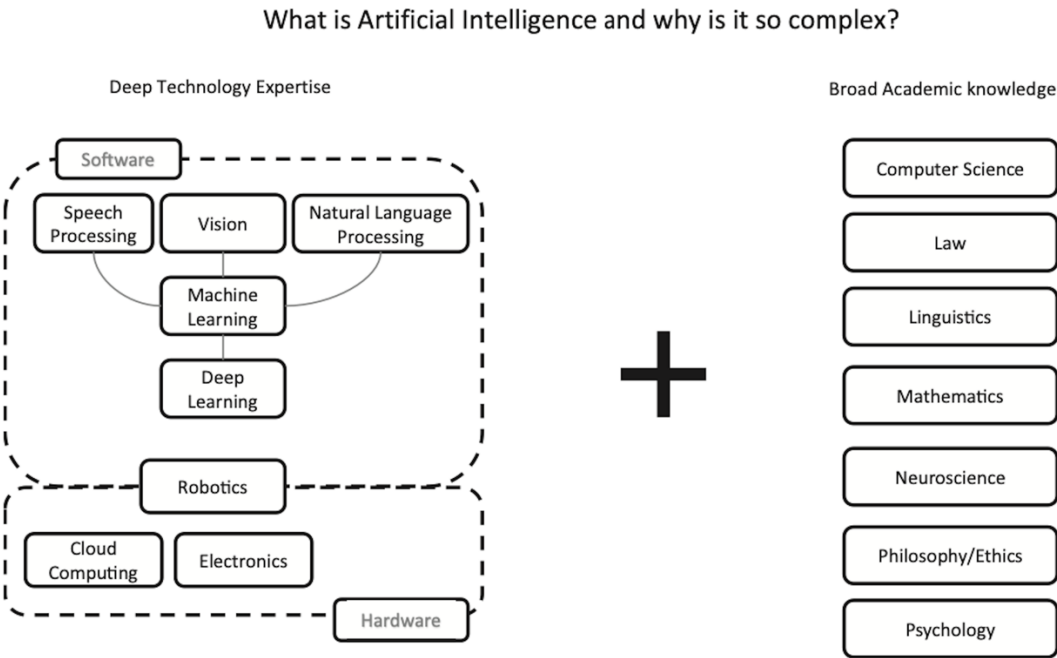 What is Artificial Intelligence and why is it so complex?
Deep Technology Expertise
Software
Speech
Processing
Vision
Natural Language
Processing
Machine
Learning
Deep
Learning
Robotics
Cloud
Computing
Electronics
Hardware
Broad Academic knowledge
Computer Science
Law
Linguistics
Mathematics
Neuroscience
Philosophy/Ethics
Psychology